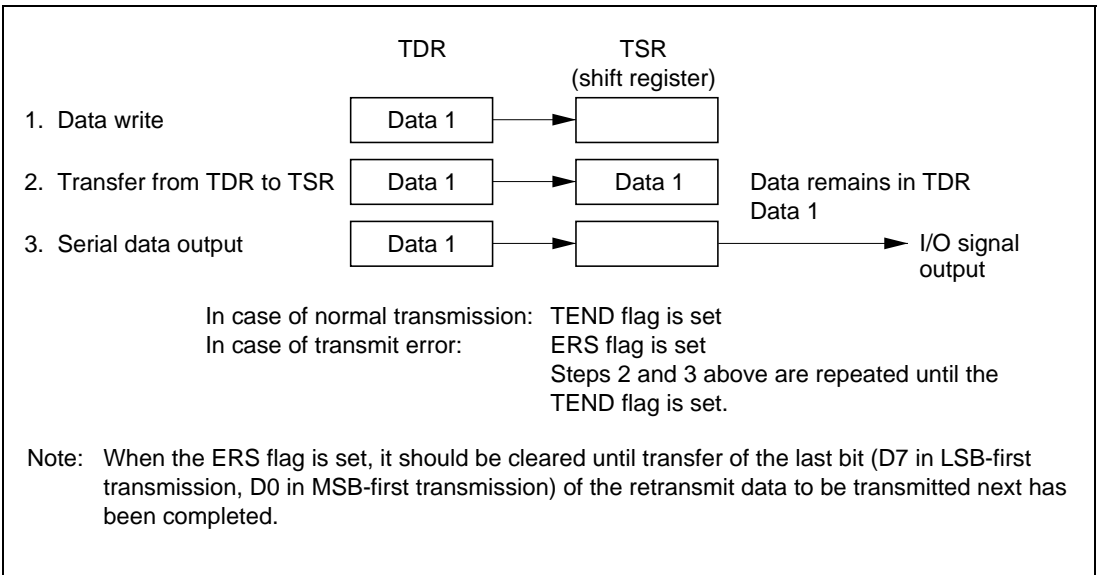 TDR TSR
(shift register)
1. Data write Data 1
2. Transfer from TDR to TSR Data 1 Data 1 Data remains in TDR
Data 1
3. Serial data output Data 1 I/O signal
output
In case of normal transmission: TEND flag is set
In case of transmit error: ERS flag is set
Steps 2 and 3 above are repeated until the
TEND flag is set.
Note: When the ERS flag is set, it should be cleared until transfer of the last bit (D7 in LSB-first
transmission, D0 in MSB-first transmission) of the retransmit data to be transmitted next has
been completed.